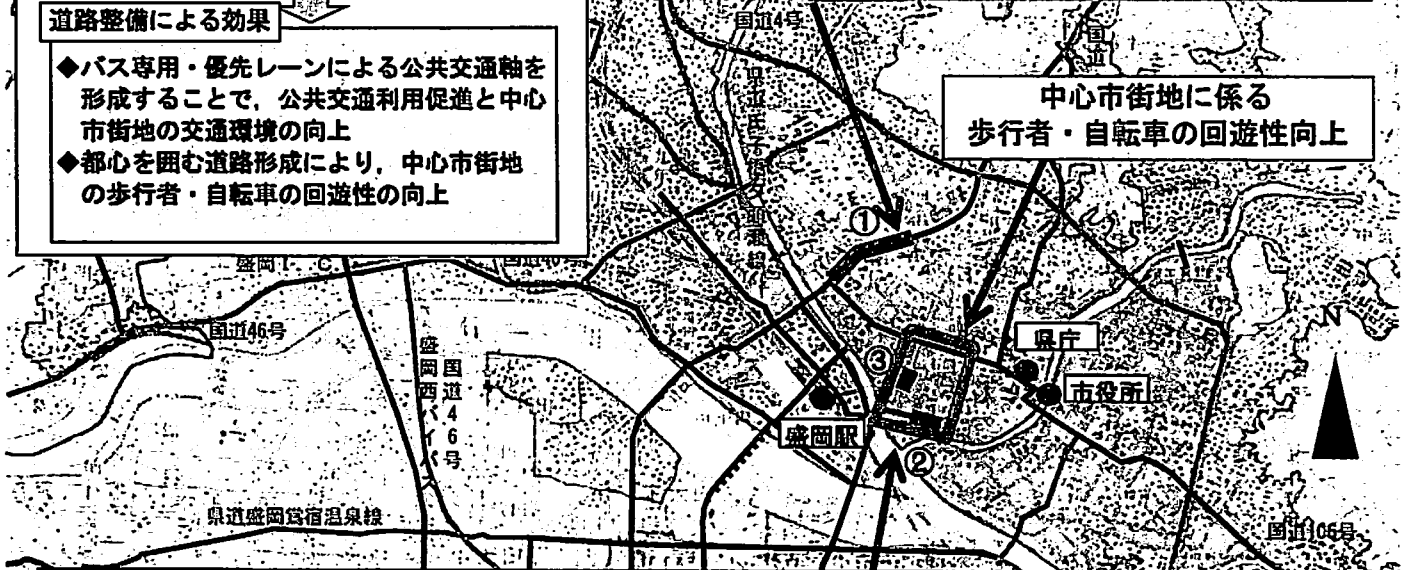 道路整備による効果
◆バス専用・優先レーンによる公共交通軸を
形成することで，公共交通利用促進と中心
市街地の交通環境の向上
◆都心を囲む道路形成により，中心市街地
の歩行者・自転車の回遊性の向上
国道4号
国道
中心市街地に係る
歩行者・自転車の回遊性向上
①
盛岡IC
国道46号
国道46号
盛岡西バイパス
③
県庁
市役所
盛岡駅
②
N
県道盛岡鶯宿温泉線
国道106号